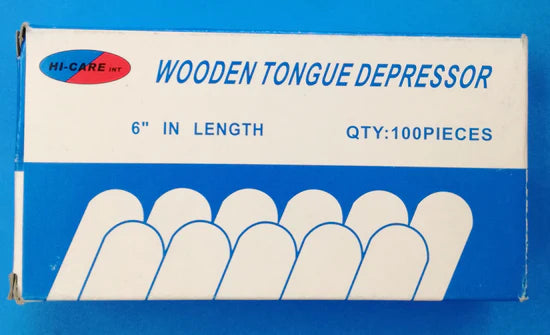 HI-CARE INT
WOODEN TONGUE DEPRESSOR
6" IN LENGTH QTY:100PIECES